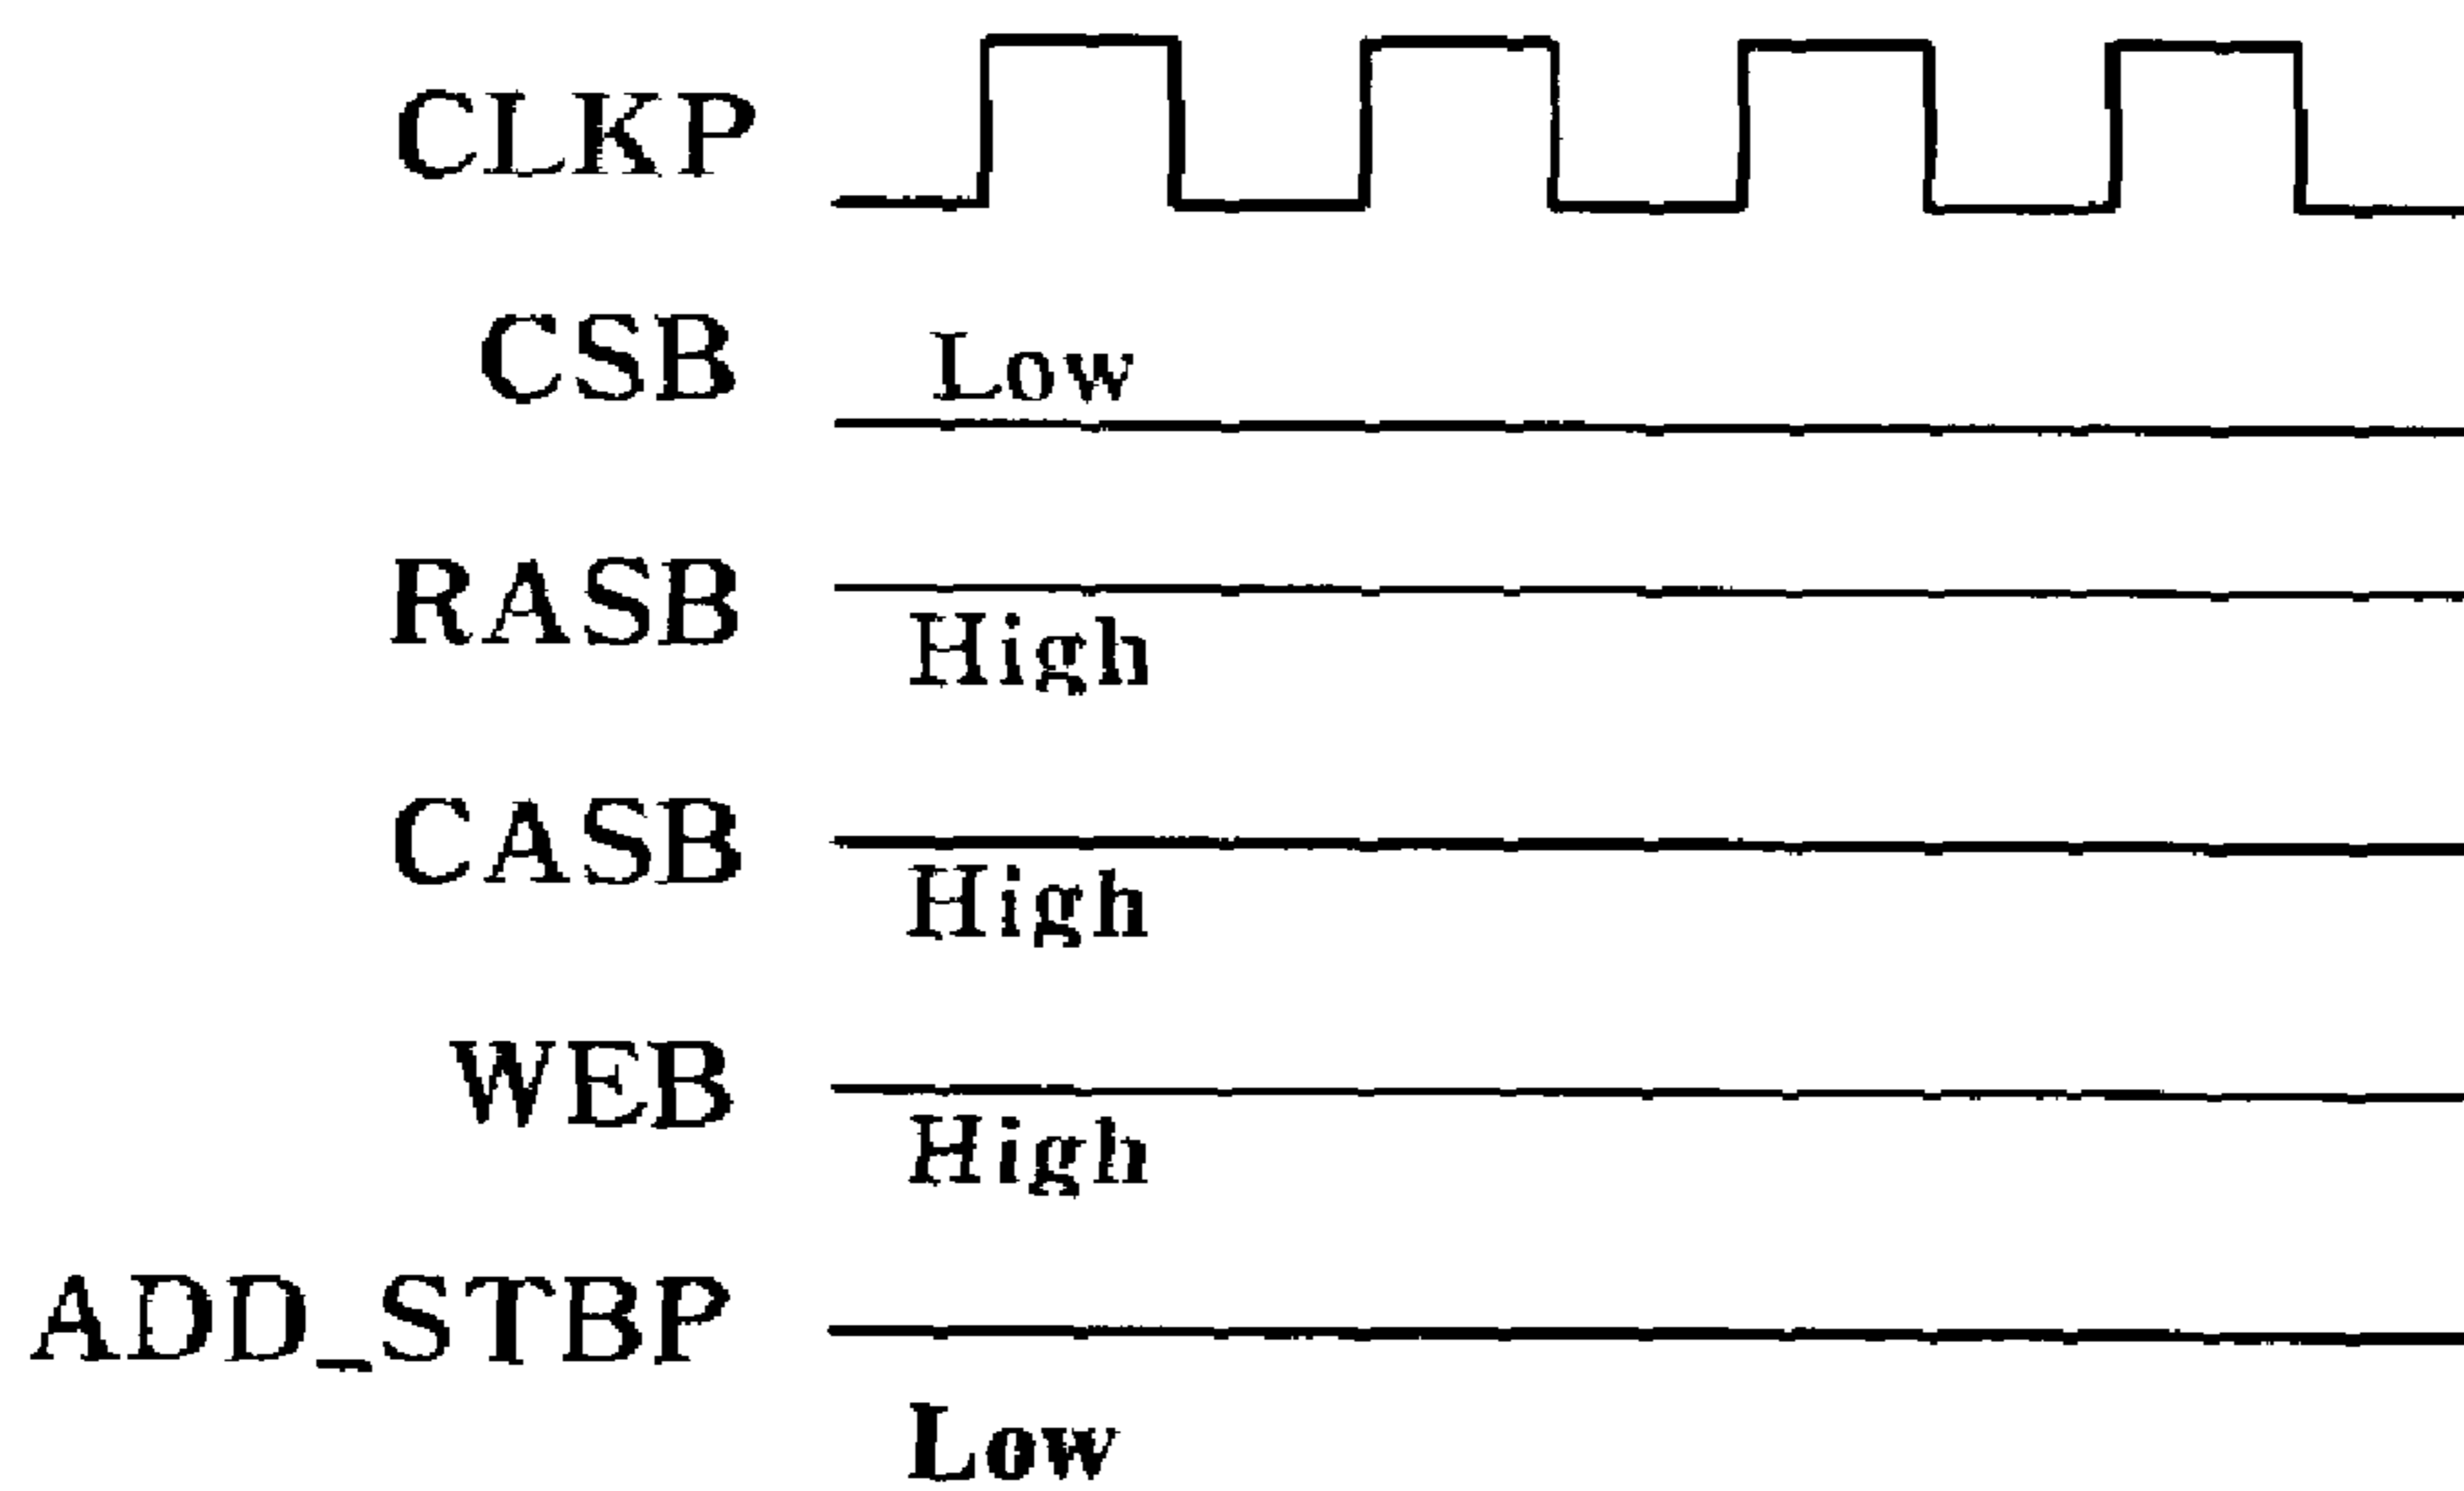 CLKP
CSB
Low
RASB
High
CASB
High
WEB
High
ADD_STBP
Low